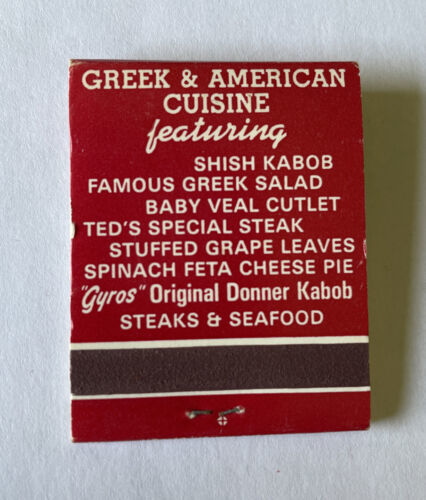 GREEK & AMERICAN
CUISINE
featuring
SHISH KABOB
FAMOUS GREEK SALAD
BABY VEAL CUTLET
TED'S SPECIAL STEAK
STUFFED GRAPE LEAVES
SPINACH FETA CHEESE PIE
"Gyros" Original Donner Kabob
STEAKS & SEAFOOD